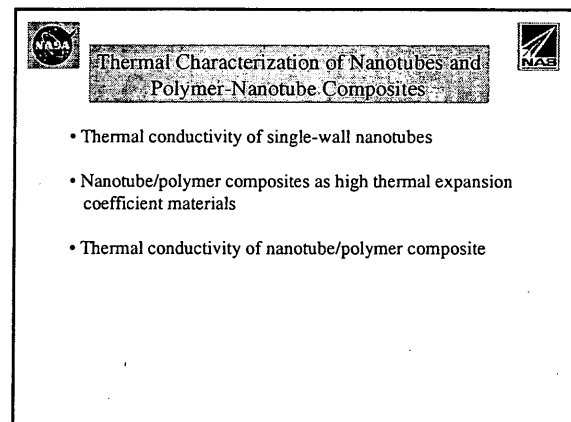 NASA
NAS
Thermal Characterization of Nanotubes and
Polymer-Nanotube Composites
• Thermal conductivity of single-wall nanotubes
• Nanotube/polymer composites as high thermal expansion
coefficient materials
• Thermal conductivity of nanotube/polymer composite